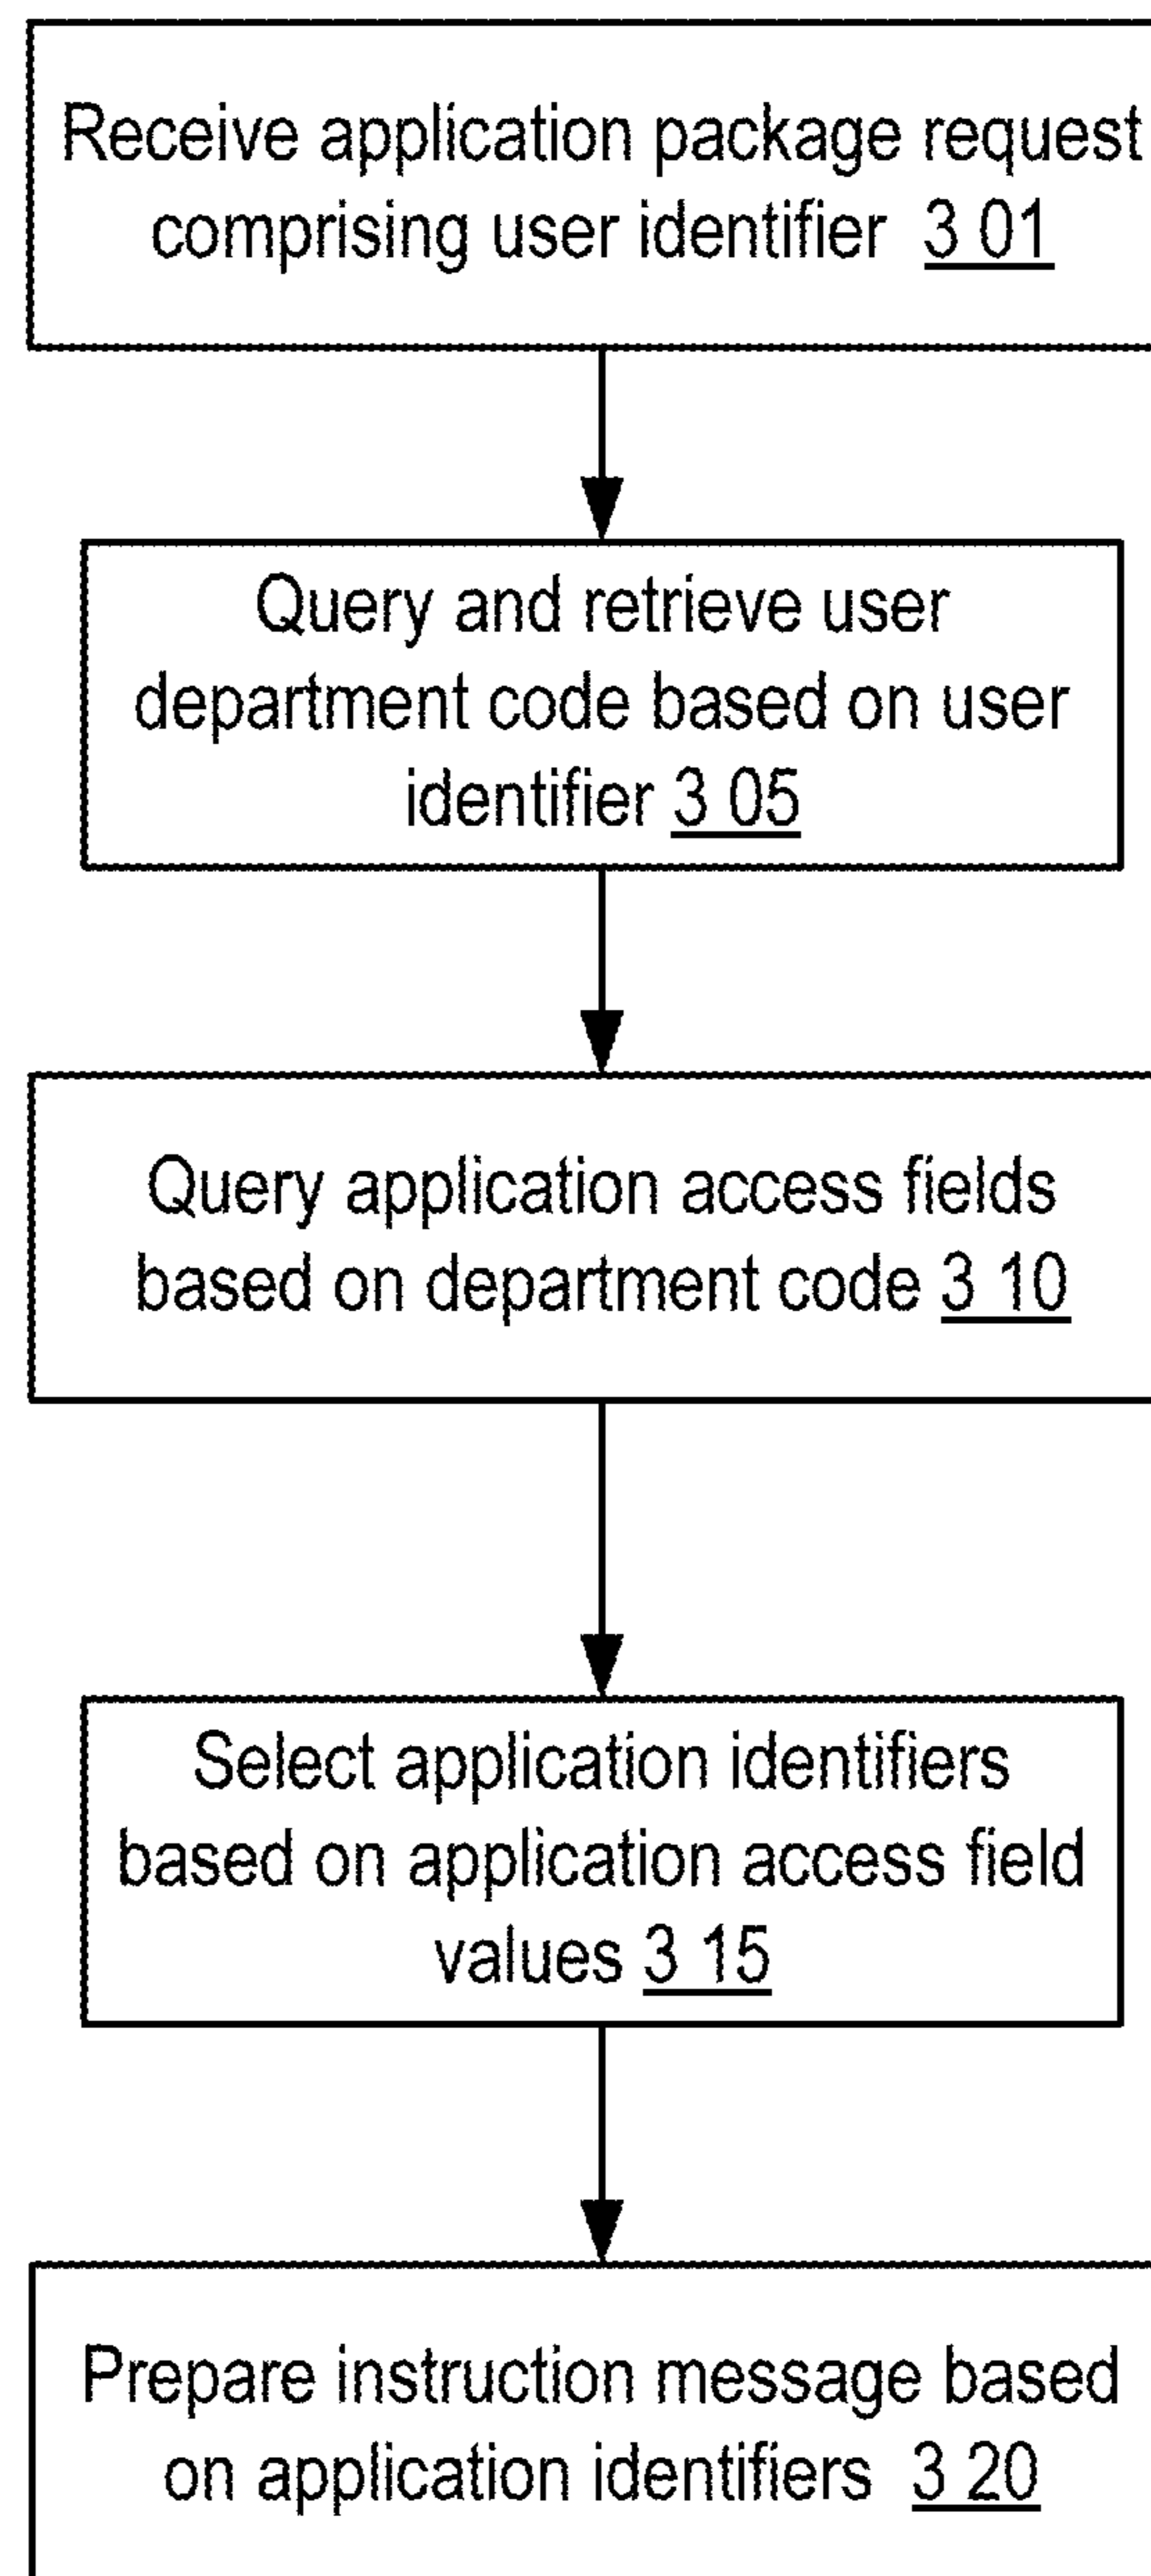 Receive application package request
comprising user identifier 3 01
Query and retrieve user
department code based on user
identifier 3 05
Query application access fields
based on department code 3 10
Select application identifiers
based on application access field
values 3 15
Prepare instruction message based
on application identifiers 3 20